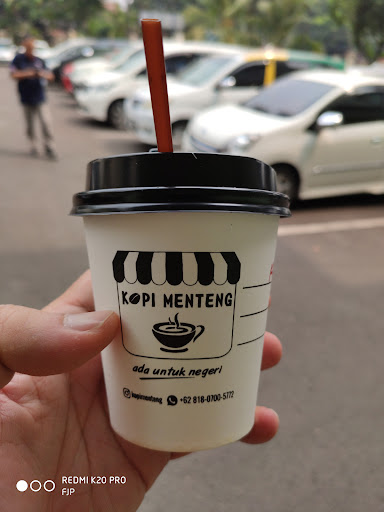 KOPI MENTENG
ada untuk negeri
kopimenteng +62 818-0700-5772
REDMI K20 PRO
FJP